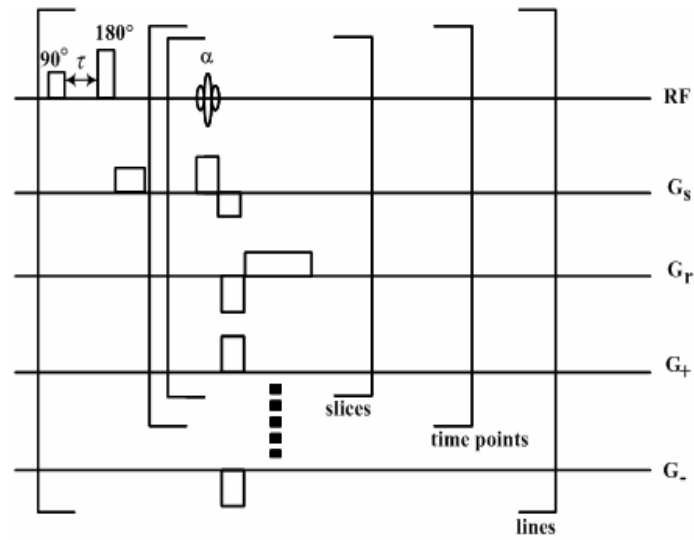 90° τ 180°
α
RF
Gs
Gr
G+
slices
time points
G-
lines